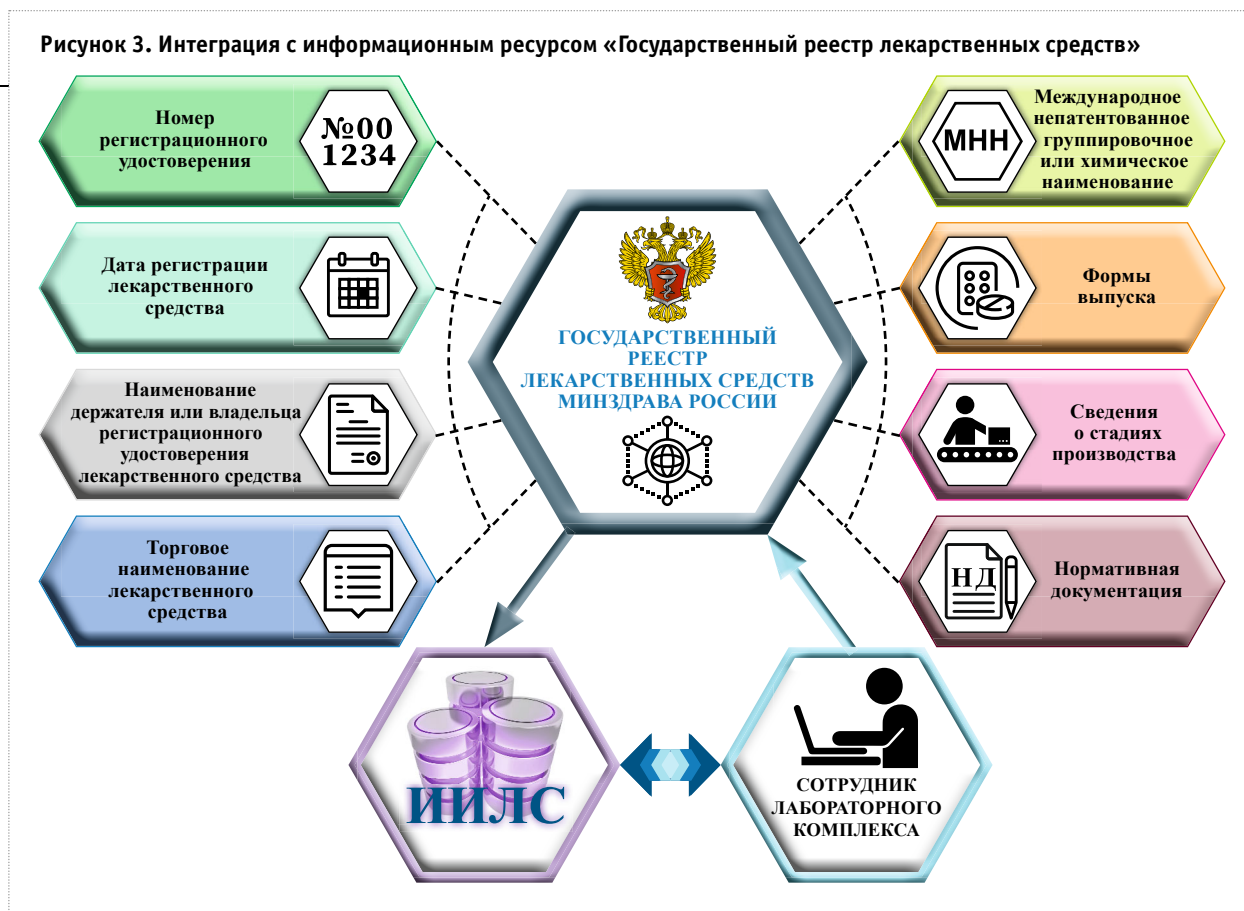 Рисунок 3. Интеграция с информационным ресурсом «Государственный реестр лекарственных средств»
Номер
регистрационного
удостоверения
№00
1234
Дата регистрации
лекарственного
средства
Наименование
держателя или владельца
регистрационного
удостоверения
лекарственного средства
Торговое
наименование
лекарственного
средства
ГОСУДАРСТВЕННЫЙ
РЕЕСТР
ЛЕКАРСТВЕННЫХ СРЕДСТВ
МИНЗДРАВА РОССИИ
МНН
Международное
непатентованное
группировочное
или химическое
наименование
Формы
выпуска
Сведения
о стадиях
производства
НД
Нормативная
документация
ИИЛС
СОТРУДНИК
ЛАБОРАТОРНОГО
КОМПЛЕКСА